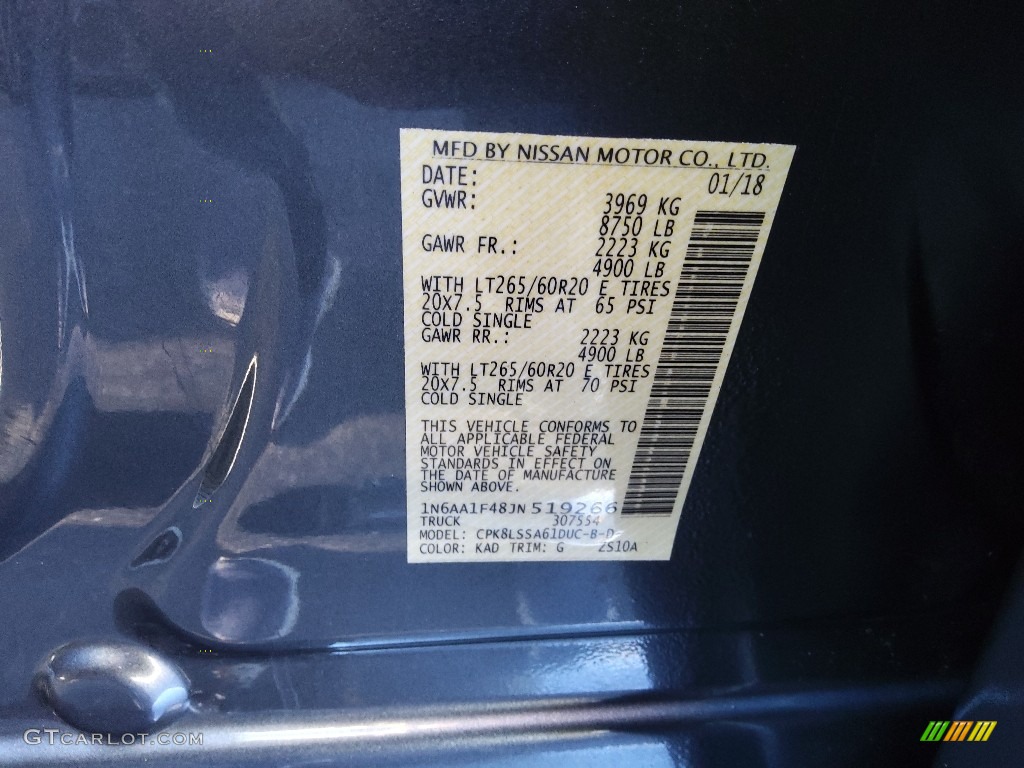 MFD BY NISSAN MOTOR CO., LTD.
DATE: 01/18
GVWR: 3969 KG
8750 LB
GAWR FR.: 2223 KG
4900 LB
WITH LT265/60R20 E TIRES
20X7.5 RIMS AT 65 PSI
COLD SINGLE
GAWR RR.: 2223 KG
4900 LB
WITH LT265/60R20 E TIRES
20X7.5 RIMS AT 70 PSI
COLD SINGLE
THIS VEHICLE CONFORMS TO
ALL APPLICABLE FEDERAL
MOTOR VEHICLE SAFETY
STANDARDS IN EFFECT ON
THE DATE OF MANUFACTURE
SHOWN ABOVE.
1N6AA1F48JN519266
TRUCK 307554
MODEL: CPK8LSSA61DUC-B-D-
COLOR: KAD TRIM: G 2S10A
GTCARLOT.COM